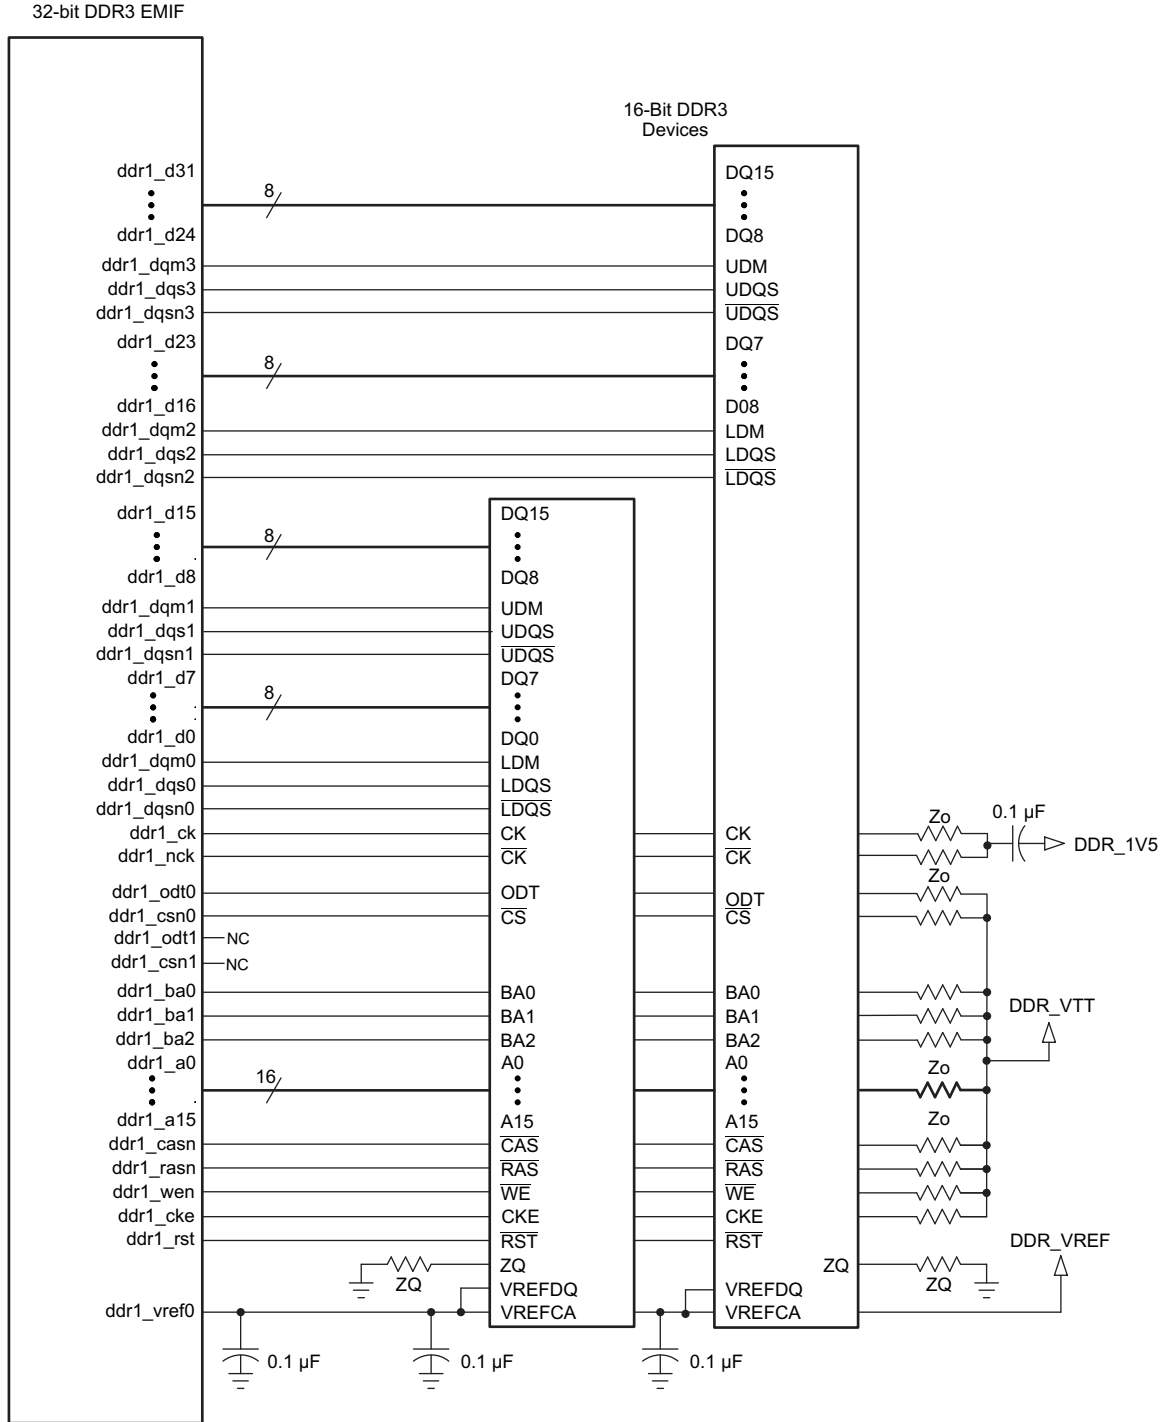 32-bit DDR3 EMIF
16-Bit DDR3
Devices
ddr1_d31
8
DQ15
ddr1_d24
DQ8
ddr1_dqm3
UDM
ddr1_dqs3
UDQS
ddr1_dqsn3
UDQS
ddr1_d23
8
DQ7
ddr1_d16
D08
ddr1_dqm2
LDM
ddr1_dqs2
LDQS
ddr1_dqsn2
LDQS
ddr1_d15
8
DQ15
ddr1_d8
DQ8
ddr1_dqm1
UDM
ddr1_dqs1
UDQS
ddr1_dqsn1
UDQS
ddr1_d7
8
DQ7
ddr1_d0
DQ0
ddr1_dqm0
LDM
ddr1_dqs0
LDQS
ddr1_dqsn0
LDQS
Zo
0.1 µF
ddr1_ck
CK
CK
DDR_1V5
ddr1_nck
CK
CK
Zo
ddr1_odt0
ODT
ODT
ddr1_csn0
CS
CS
ddr1_odt1
NC
ddr1_csn1
NC
ddr1_ba0
BA0
BA0
DDR_VTT
ddr1_ba1
BA1
BA1
ddr1_ba2
BA2
BA2
ddr1_a0
A0
A0
Zo
16
ddr1_a15
A15
A15
Zo
ddr1_casn
CAS
CAS
ddr1_rasn
RAS
RAS
ddr1_wen
WE
WE
ddr1_cke
CKE
CKE
ddr1_rst
RST
RST
DDR_VREF
ZQ
ZQ
ZQ
ZQ
VREFDQ
VREFDQ
ddr1_vref0
VREFCA
VREFCA
0.1 µF
0.1 µF
0.1 µF